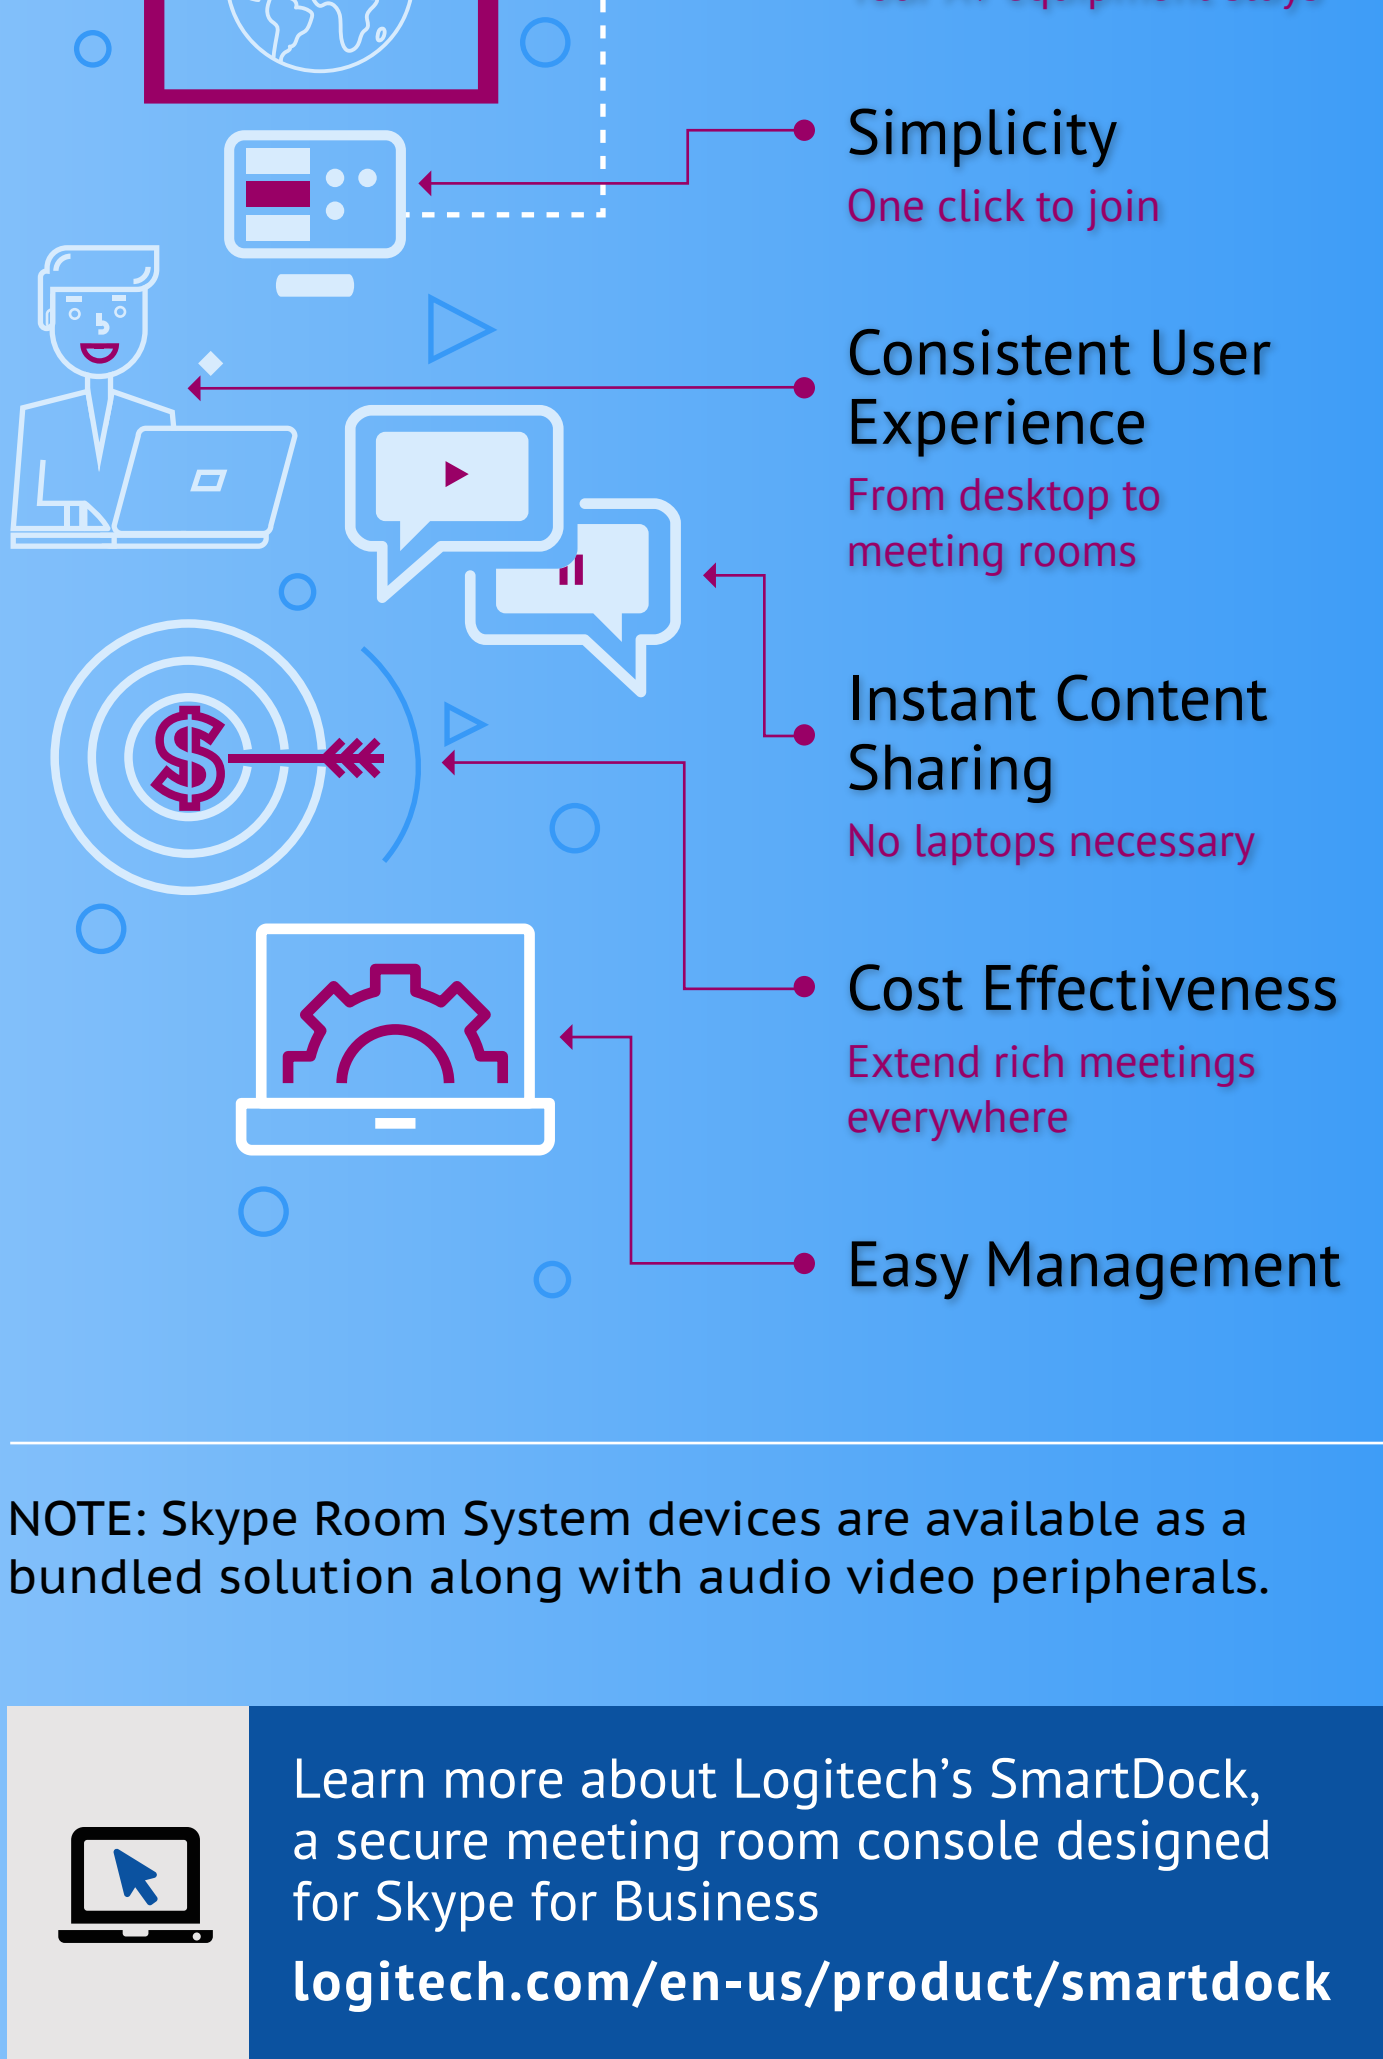 Simplicity
One click to join
Consistent User
Experience
From desktop to
meeting rooms
Instant Content
Sharing
No laptops necessary
Cost Effectiveness
Extend rich meetings
everywhere
Easy Management
NOTE: Skype Room System devices are available as a
bundled solution along with audio video peripherals.
Learn more about Logitech’s SmartDock,
a secure meeting room console designed
for Skype for Business
logitech.com/en-us/product/smartdock